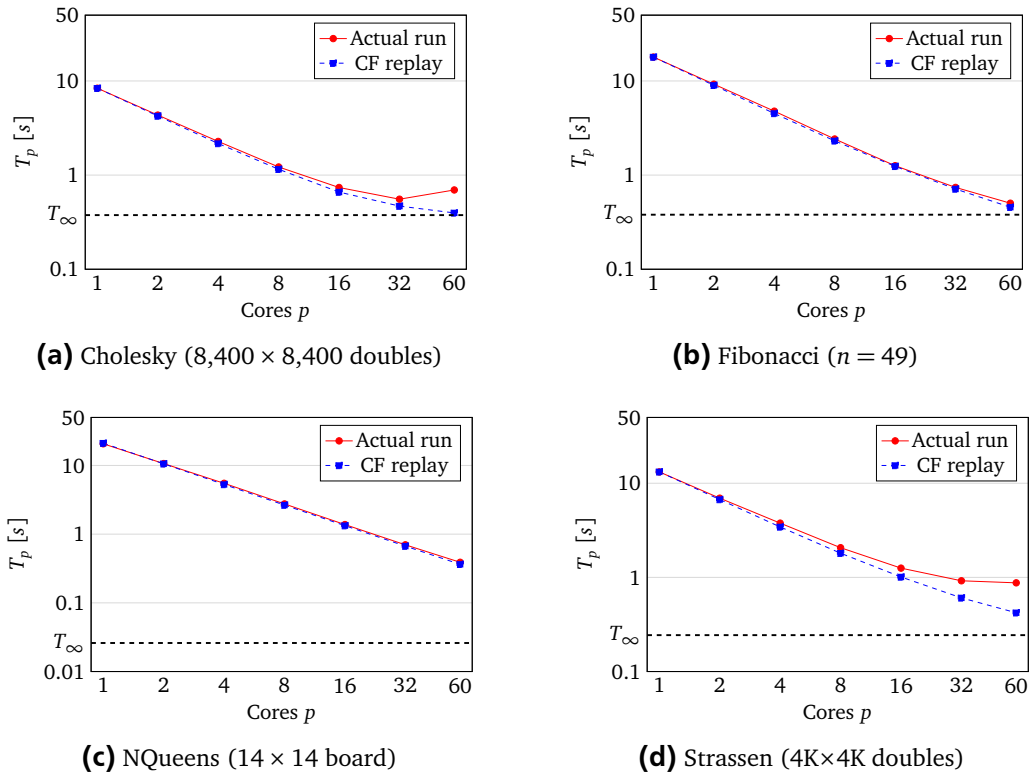 50
Actual run
CF replay
10
T_p [s]
1
T_∞
0.1
1 2 4 8 16 32 60
Cores p
(a) Cholesky (8,400 × 8,400 doubles)
50
Actual run
CF replay
10
T_p [s]
1
T_∞
0.1
1 2 4 8 16 32 60
Cores p
(b) Fibonacci (n = 49)
50
Actual run
CF replay
10
T_p [s]
1
0.1
T_∞
0.01
1 2 4 8 16 32 60
Cores p
(c) NQueens (14 × 14 board)
50
Actual run
CF replay
10
T_p [s]
1
T_∞
0.1
1 2 4 8 16 32 60
Cores p
(d) Strassen (4K×4K doubles)